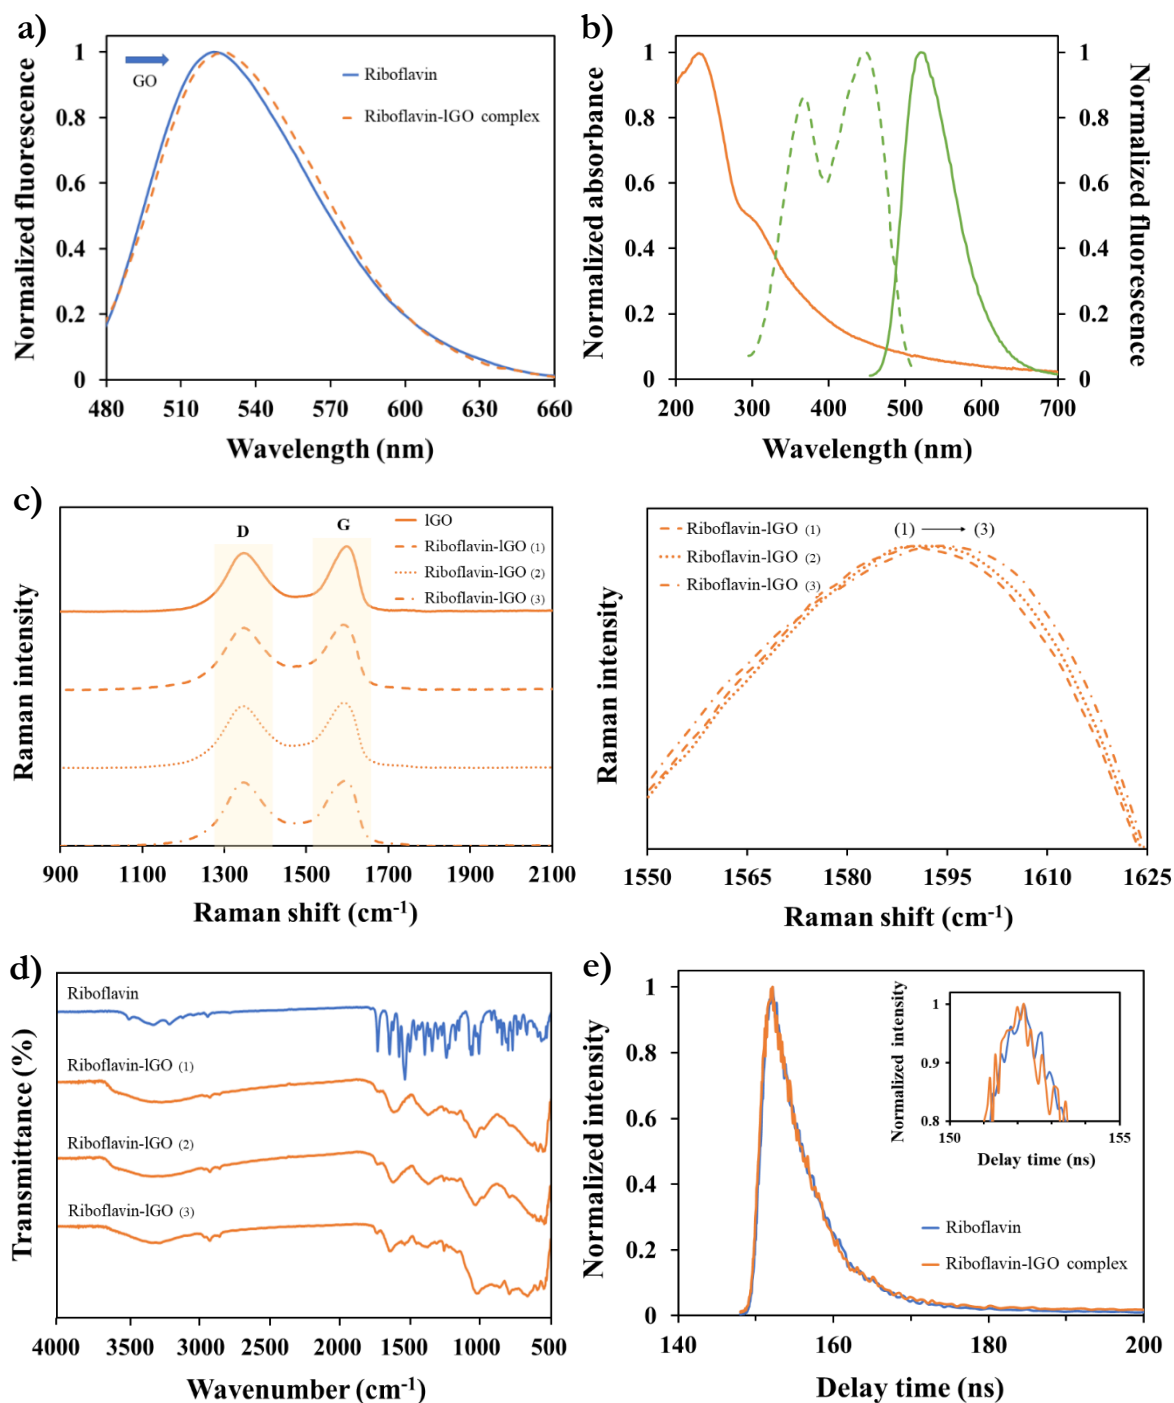 a)
Normalized fluorescence
1
0.8
0.6
0.4
0.2
0
GO
Riboflavin
Riboflavin-lGO complex
480 510 540 570 600 630 660
Wavelength (nm)
b)
Normalized absorbance
1
0.8
0.6
0.4
0.2
0
1
0.8
0.6
0.4
0.2
0
Normalized fluorescence
200 300 400 500 600 700
Wavelength (nm)
c)
Raman intensity
D
G
lGO
Riboflavin-lGO (1)
Riboflavin-lGO (2)
Riboflavin-lGO (3)
900 1100 1300 1500 1700 1900 2100
Raman shift (cm-1)
Raman intensity
Riboflavin-lGO (1)
Riboflavin-lGO (2)
Riboflavin-lGO (3)
(1) (3)
1550 1565 1580 1595 1610 1625
Raman shift (cm-1)
d)
Transmittance (%)
Riboflavin
Riboflavin-lGO (1)
Riboflavin-lGO (2)
Riboflavin-lGO (3)
4000 3500 3000 2500 2000 1500 1000 500
Wavenumber (cm-1)
e)
Normalized intensity
1
0.8
0.6
0.4
0.2
0
Normalized intensity
1
0.9
0.8
150 155
Delay time (ns)
Riboflavin
Riboflavin-lGO complex
140 160 180 200
Delay time (ns)